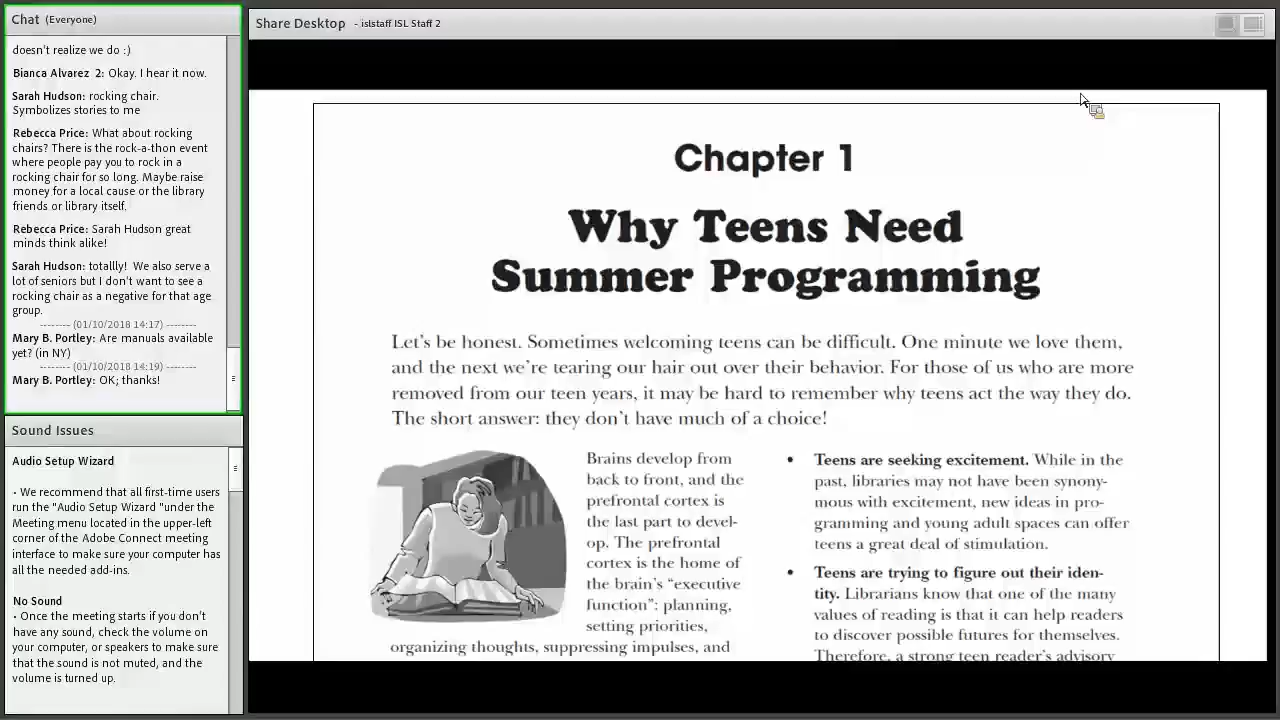 Chat (Everyone)
doesn't realize we do :)
Bianca Alvarez 2: Okay. I hear it now.
Sarah Hudson: rocking chair.
Symbolizes stories to me
Rebecca Price: What about rocking
chairs? There is the rock-a-thon event
where people pay you to rock in a
rocking chair for so long. Maybe raise
money for a local cause or the library
friends or library itself.
Rebecca Price: Sarah Hudson great
minds think alike!
Sarah Hudson: totallly! We also serve a
lot of seniors but I don't want to see a
rocking chair as a negative for that age
group.
-------- (01/10/2018 14:17) --------
Mary B. Portley: Are manuals available
yet? (in NY)
-------- (01/10/2018 14:19) --------
Mary B. Portley: OK; thanks!
Sound Issues
Audio Setup Wizard
• We recommend that all first-time users
run the "Audio Setup Wizard "under the
Meeting menu located in the upper-left
corner of the Adobe Connect meeting
interface to make sure your computer has
all the needed add-ins.
No Sound
• Once the meeting starts if you don't
have any sound, check the volume on
your computer, or speakers to make sure
that the sound is not muted, and the
volume is turned up.
Share Desktop - islstaff ISL Staff 2
Chapter 1
Why Teens Need
Summer Programming
Let's be honest. Sometimes welcoming teens can be difficult. One minute we love them,
and the next we're tearing our hair out over their behavior. For those of us who are more
removed from our teen years, it may be hard to remember why teens act the way they do.
The short answer: they don't have much of a choice!
Brains develop from
back to front, and the
prefrontal cortex is
the last part to devel-
op. The prefrontal
cortex is the home of
the brain's “executive
function”: planning,
setting priorities,
organizing thoughts, suppressing impulses, and
• Teens are seeking excitement. While in the
past, libraries may not have been synony-
mous with excitement, new ideas in pro-
gramming and young adult spaces can offer
teens a great deal of stimulation.
• Teens are trying to figure out their iden-
tity. Librarians know that one of the many
values of reading is that it can help readers
to discover possible futures for themselves.
Therefore, a strong teen reader's advisory